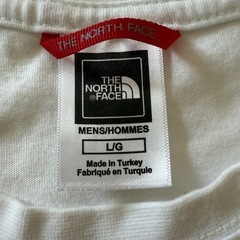 THE NORTH FACE
THE
NORTH
FACE
MENS/HOMMES
L/G
Made in Turkey
Fabriqué en Turquie